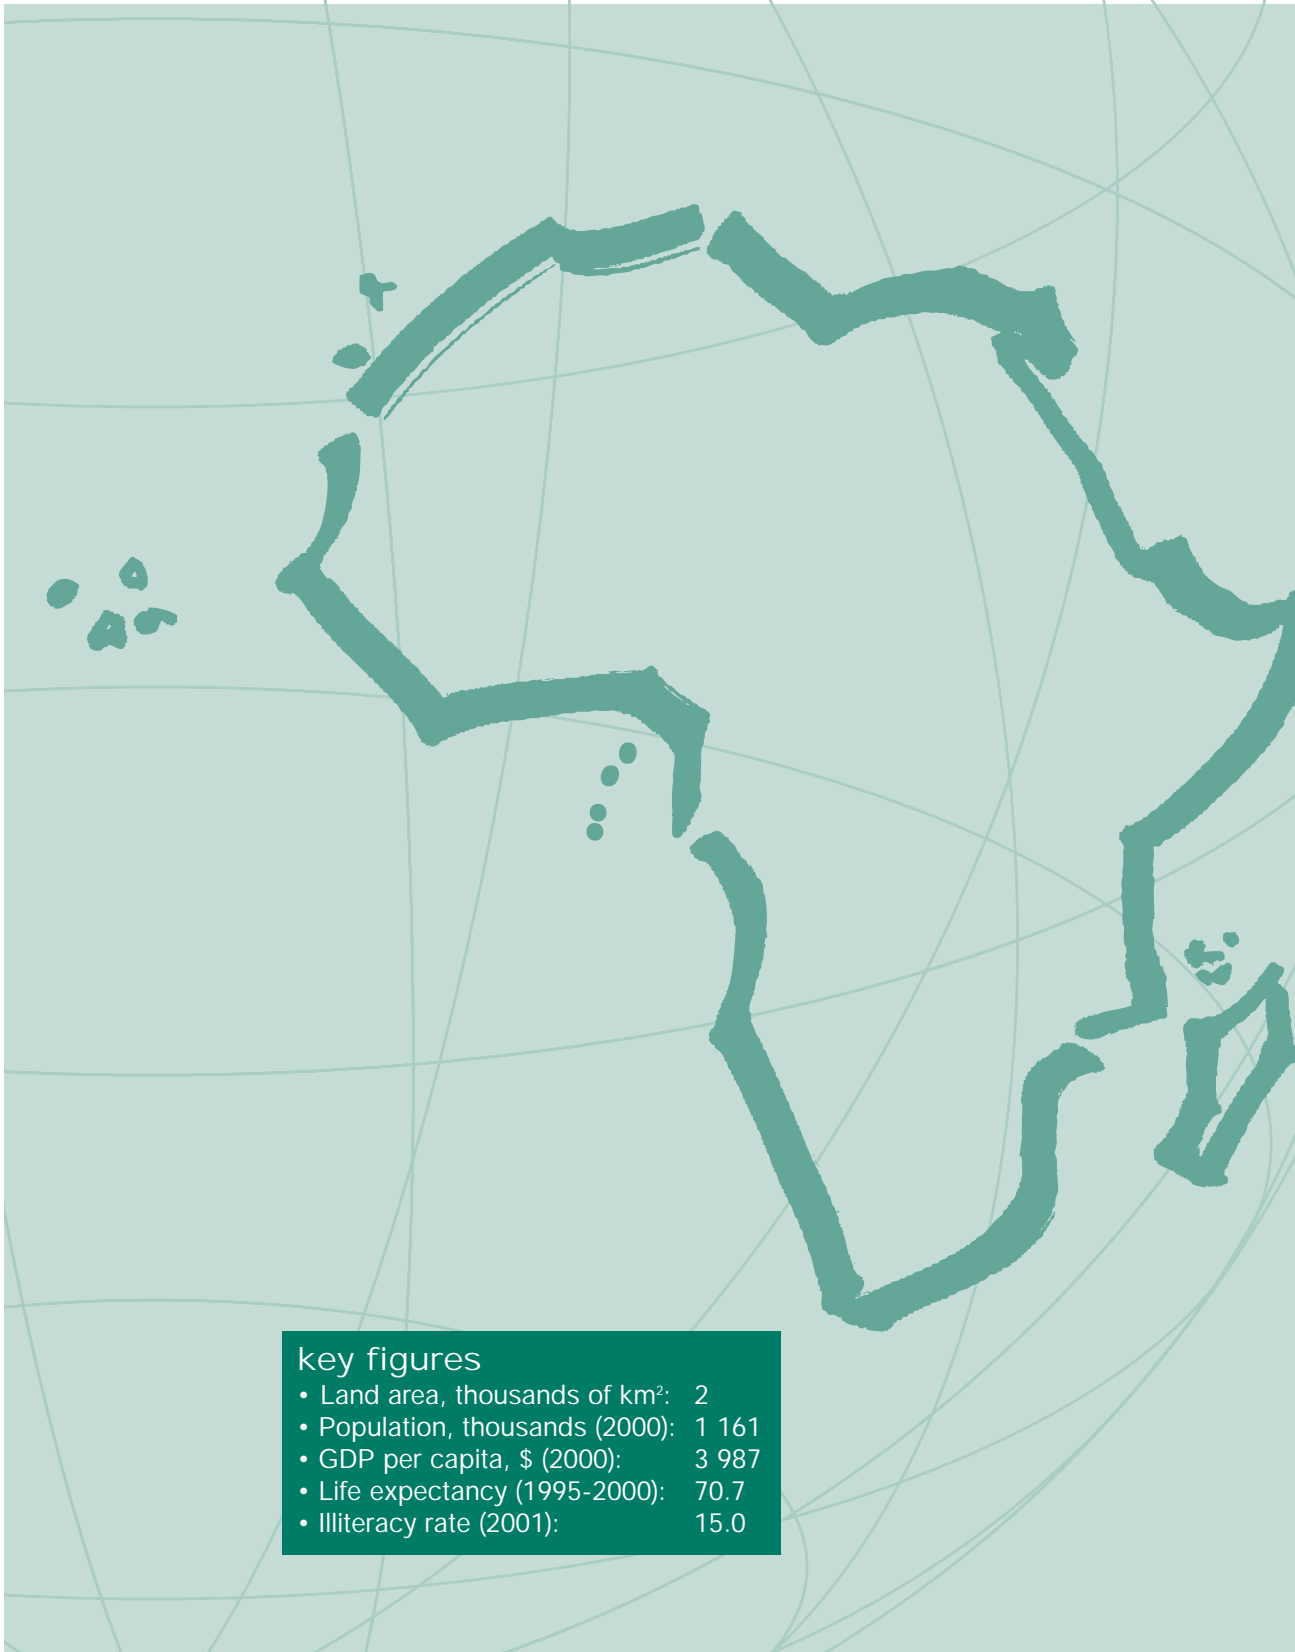 key figures
• Land area, thousands of km²: 2
• Population, thousands (2000): 1 161
• GDP per capita, $ (2000): 3 987
• Life expectancy (1995-2000): 70.7
• Illiteracy rate (2001): 15.0